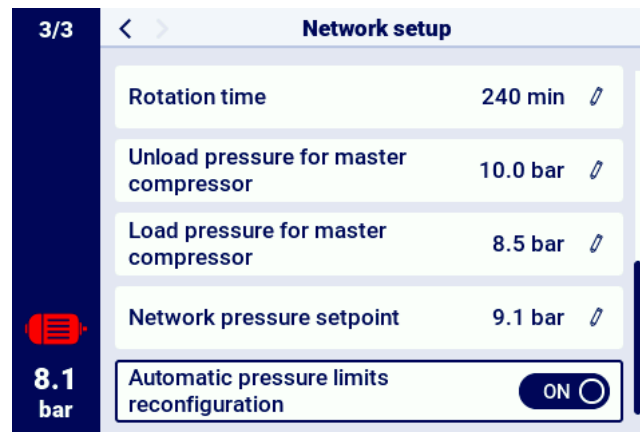 3/3
Network setup
Rotation time 240 min
Unload pressure for master
compressor
10.0 bar
Load pressure for master
compressor
8.5 bar
Network pressure setpoint 9.1 bar
Automatic pressure limits
reconfiguration
ON
8.1
bar